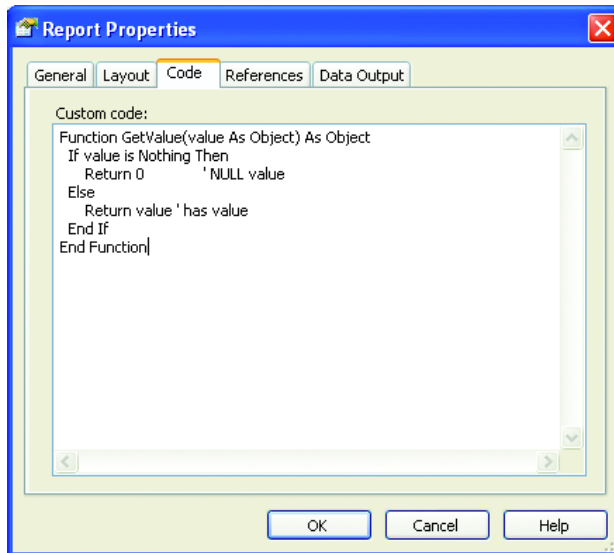 Report Properties
General Layout Code References Data Output
Custom code:
Function GetValue(value As Object) As Object
If value is Nothing Then
Return 0 ' NULL value
Else
Return value ' has value
End If
End Function
OK Cancel Help